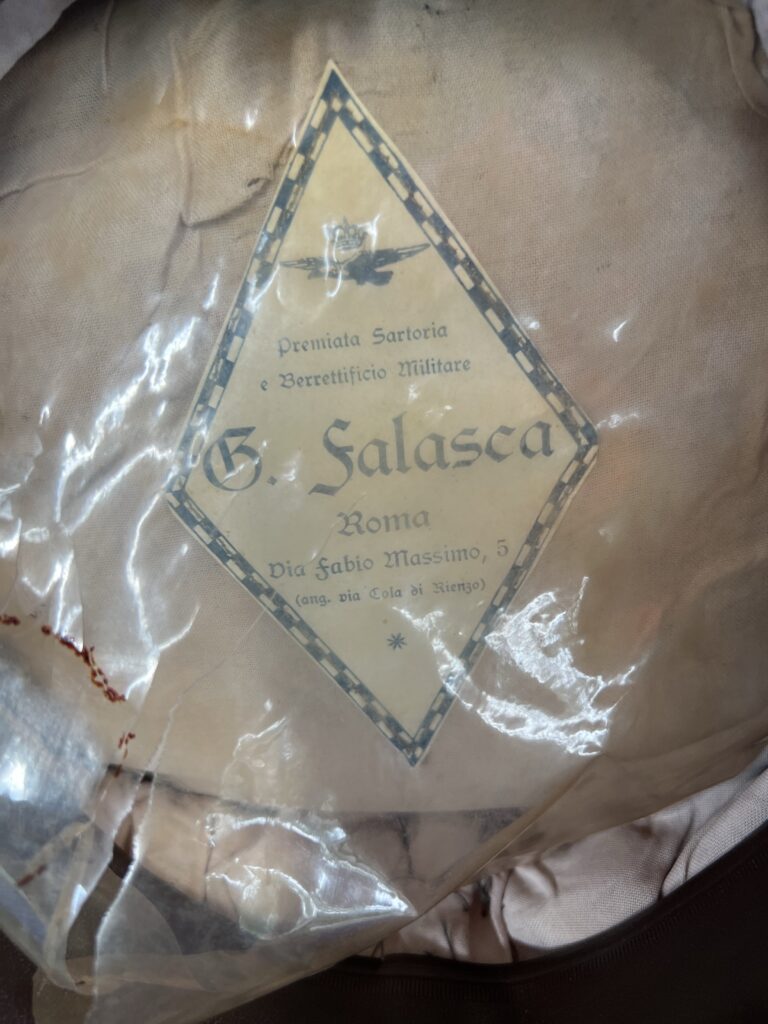 Premiata Sartoria
e Berrettificio Militare
G. Falasca
Roma
Via Fabio Massimo, 5
(ang. via Cola di Rienzo)